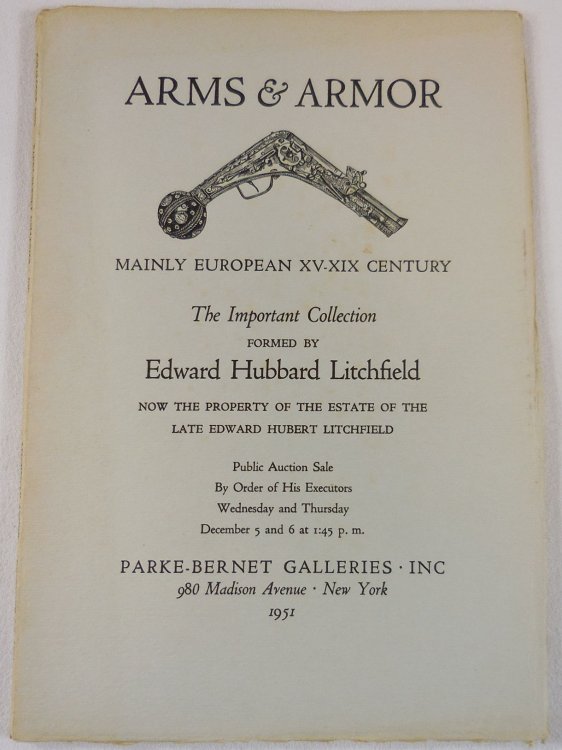 ARMS & ARMOR
MAINLY EUROPEAN XV-XIX CENTURY
The Important Collection
FORMED BY
Edward Hubbard Litchfield
NOW THE PROPERTY OF THE ESTATE OF THE
LATE EDWARD HUBERT LITCHFIELD
Public Auction Sale
By Order of His Executors
Wednesday and Thursday
December 5 and 6 at 1:45 p. m.
PARKE-BERNET GALLERIES · INC
980 Madison Avenue · New York
1951